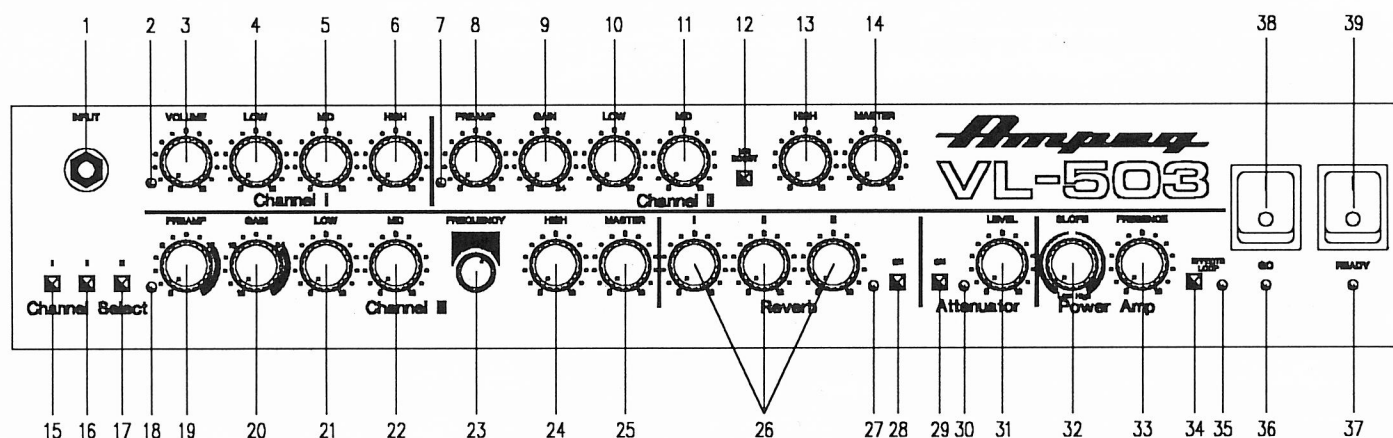 1 2 3 4 5 6 7 8 9 10 11 12 13 14 38 39
INPUT VOLUME LOW MID HIGH PREAMP GAIN LOW MID HIGH MASTER
Ampeg
VL-503
BOOST
Channel I Channel II
PREAMP GAIN LOW MID FREQUENCY HIGH MASTER I II LEVEL SLOPE PRESENCE
I ON ON EFFECTS LOOP GO READY
Channel Select Channel III Reverb Attenuator Power Amp
15 16 17 18 19 20 21 22 23 24 25 26 27 28 29 30 31 32 33 34 35 36 37